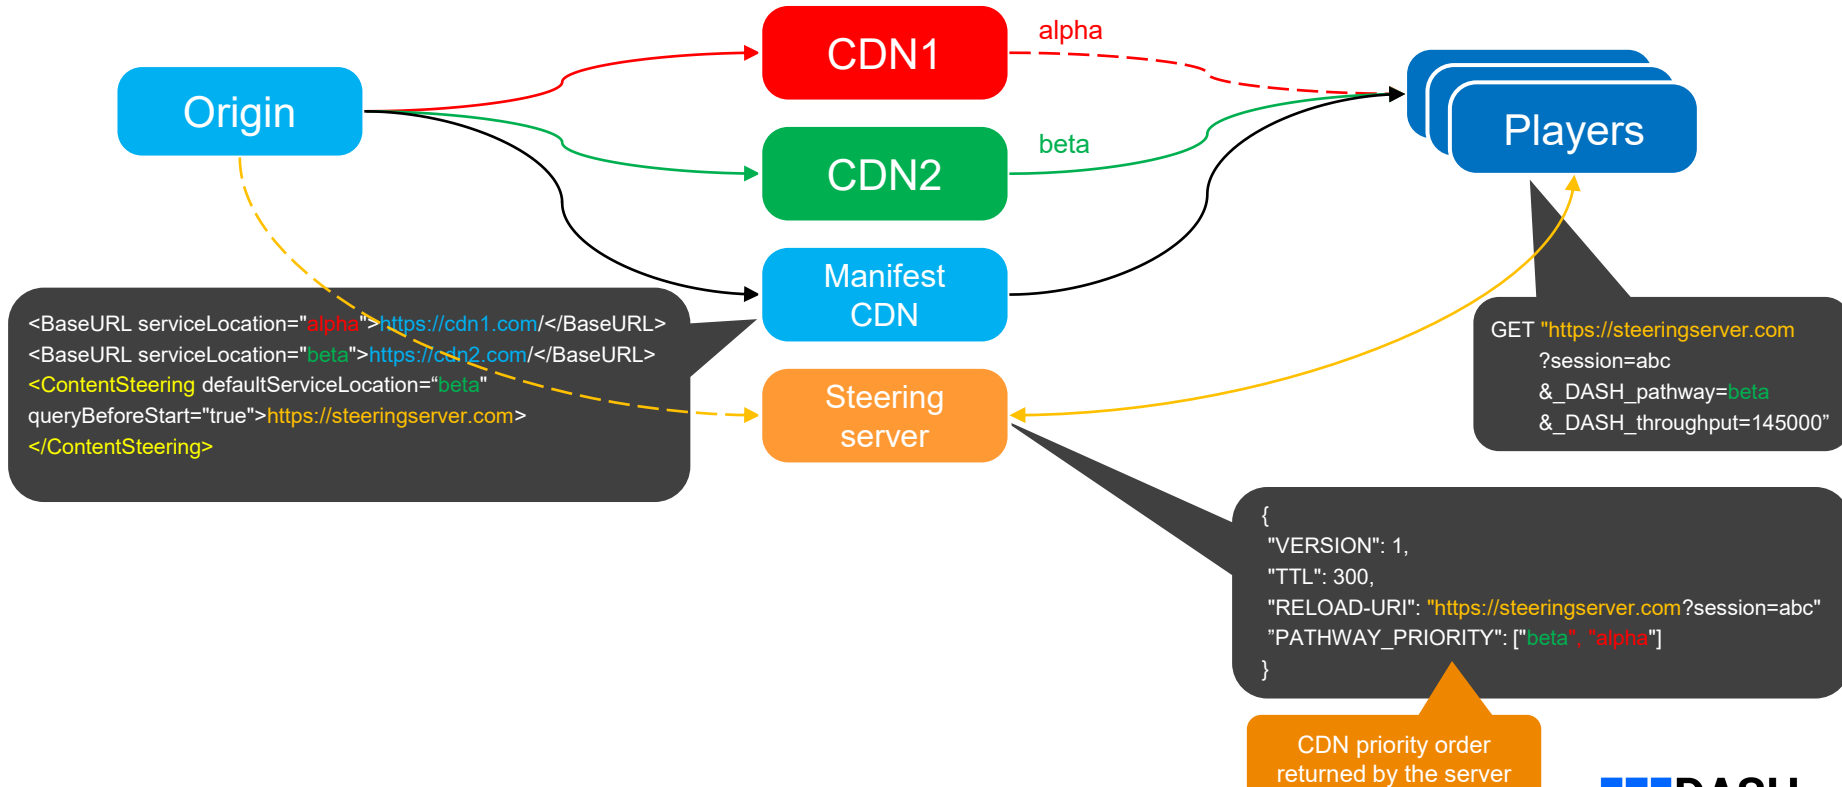 Origin
CDN1
alpha
CDN2
beta
Manifest
CDN
Steering
server
Players
<BaseURL serviceLocation="alpha">https://cdn1.com/</BaseURL>
<BaseURL serviceLocation="beta">https://cdn2.com/</BaseURL>
<ContentSteering defaultServiceLocation=“beta"
queryBeforeStart="true">https://steeringserver.com>
</ContentSteering>
GET "https://steeringserver.com
?session=abc
&_DASH_pathway=beta
&_DASH_throughput=145000”
{
"VERSION": 1,
"TTL": 300,
"RELOAD-URI": "https://steeringserver.com?session=abc"
”PATHWAY_PRIORITY": ["beta", "alpha"]
}
CDN priority order
returned by the server
DASH